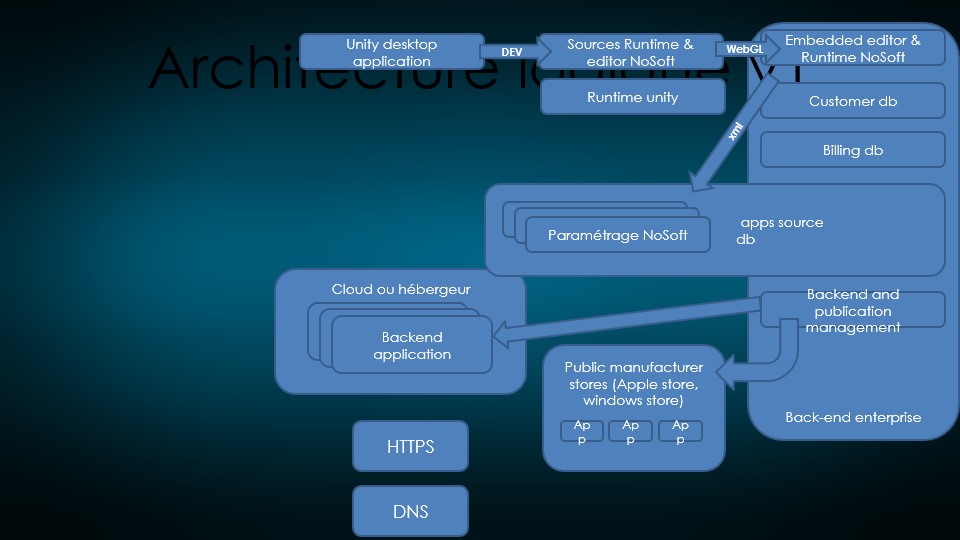 Architecture logique V1
Unity desktop
application
DEV
Sources Runtime &
editor NoSoft
WebGL
Embedded editor &
Runtime NoSoft
Runtime unity
Customer db
xml
Billing db
Paramétrage NoSoft
apps source
db
Cloud ou hébergeur
Backend
application
Backend and
publication
management
Public manufacturer
stores (Apple store,
windows store)
Ap
p
Ap
p
Ap
p
Back-end enterprise
HTTPS
DNS